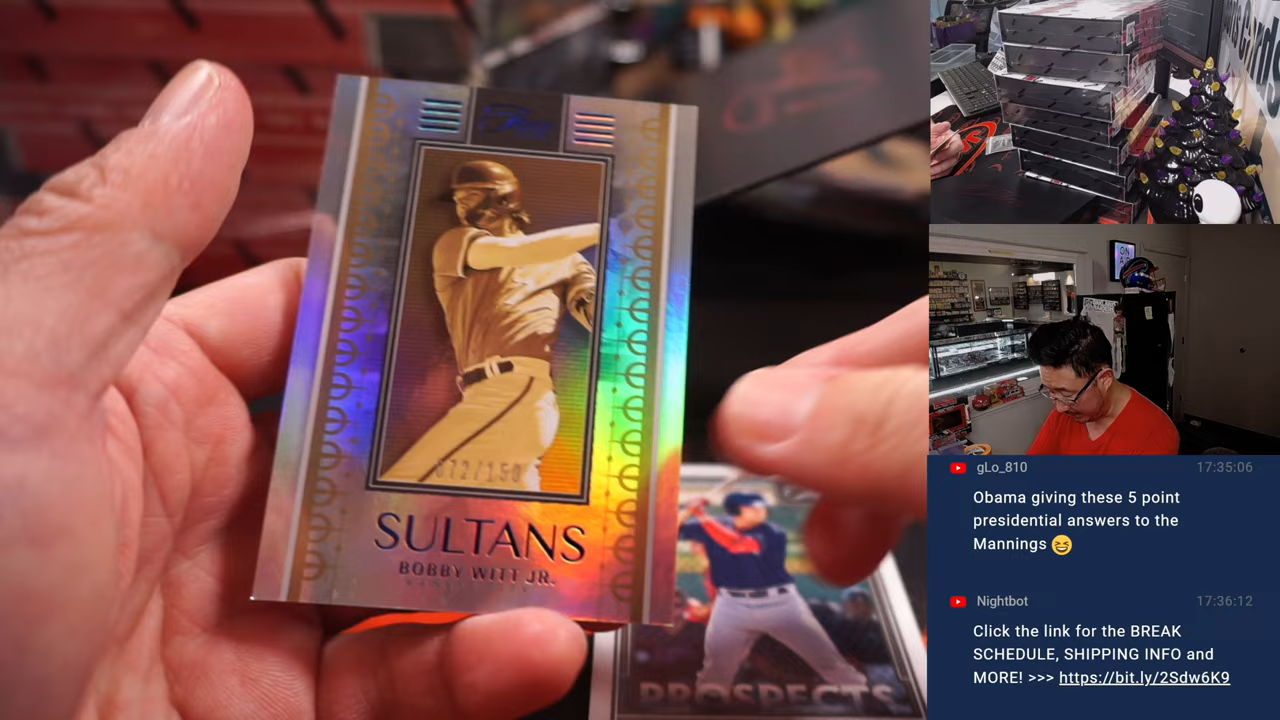 072/150
SULTANS
BOBBY WITT JR.
PROSPECTS
gLo_810 17:35:06
Obama giving these 5 point
presidential answers to the
Mannings 😆
Nightbot 17:36:12
Click the link for the BREAK
SCHEDULE, SHIPPING INFO and
MORE! >>> https://bit.ly/2Sdw6K9